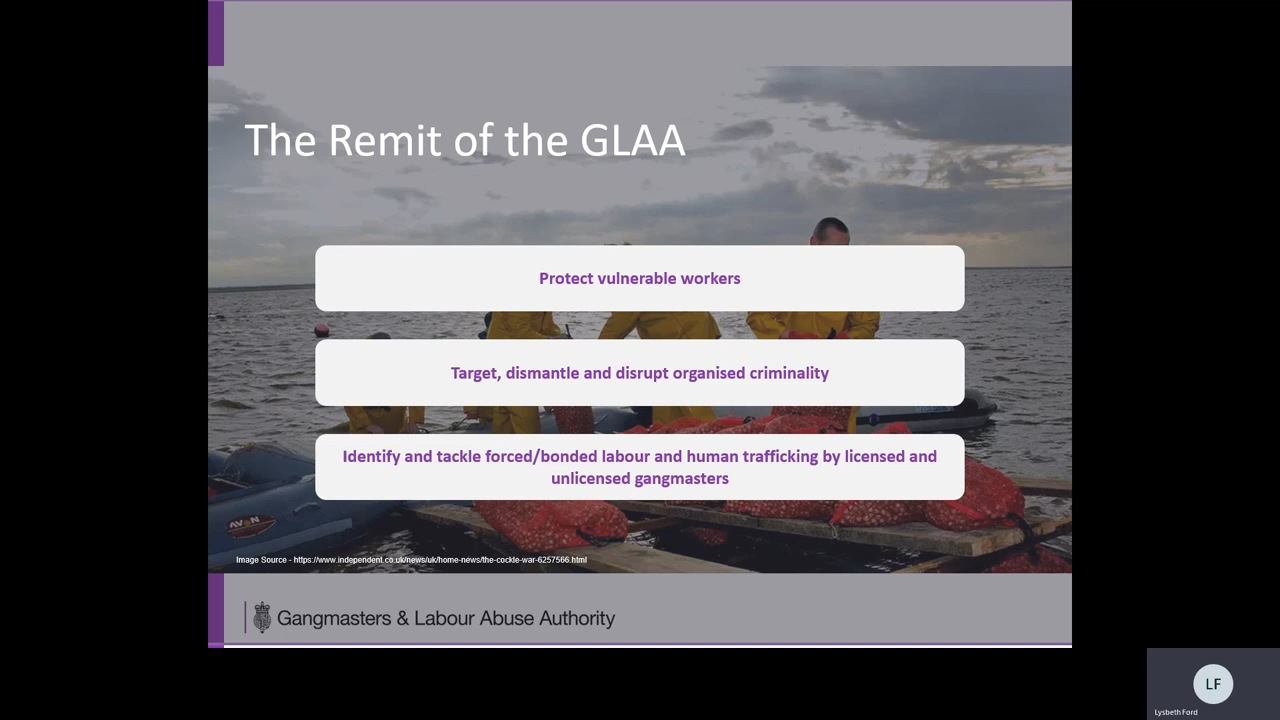 The Remit of the GLAA
Protect vulnerable workers
Target, dismantle and disrupt organised criminality
Identify and tackle forced/bonded labour and human trafficking by licensed and
unlicensed gangmasters
AVON
Image Source - https://www.independent.co.uk/news/uk/home-news/the-cockle-war-6257566.html
Gangmasters & Labour Abuse Authority
LF
Lysbeth Ford